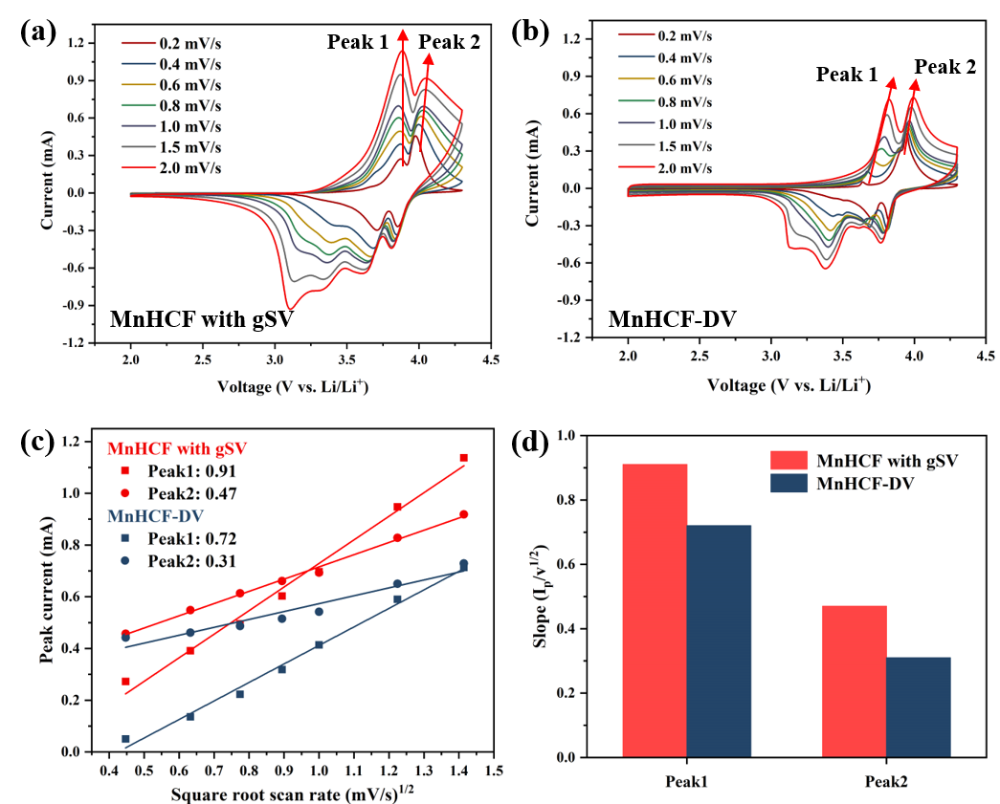 (a)
1.2
0.9
0.6
0.3
0.0
-0.3
-0.6
-0.9
-1.2
Current (mA)
0.2 mV/s
0.4 mV/s
0.6 mV/s
0.8 mV/s
1.0 mV/s
1.5 mV/s
2.0 mV/s
Peak 1
Peak 2
MnHCF with gSV
2.0
2.5
3.0
3.5
4.0
4.5
Voltage (V vs. Li/Li⁺)
(b)
1.2
0.9
0.6
0.3
0.0
-0.3
-0.6
-0.9
-1.2
Current (mA)
0.2 mV/s
0.4 mV/s
0.6 mV/s
0.8 mV/s
1.0 mV/s
1.5 mV/s
2.0 mV/s
Peak 1
Peak 2
MnHCF-DV
2.0
2.5
3.0
3.5
4.0
4.5
Voltage (V vs. Li/Li⁺)
(c)
1.2
1.0
0.8
0.6
0.4
0.2
0.0
Peak current (mA)
MnHCF with gSV
Peak1: 0.91
Peak2: 0.47
MnHCF-DV
Peak1: 0.72
Peak2: 0.31
0.4
0.5
0.6
0.7
0.8
0.9
1.0
1.1
1.2
1.3
1.4
1.5
Square root scan rate (mV/s)^1/2
(d)
1.0
0.8
0.6
0.4
0.2
0.0
Slope (Iₚ/v^1/2)
MnHCF with gSV
MnHCF-DV
Peak1
Peak2